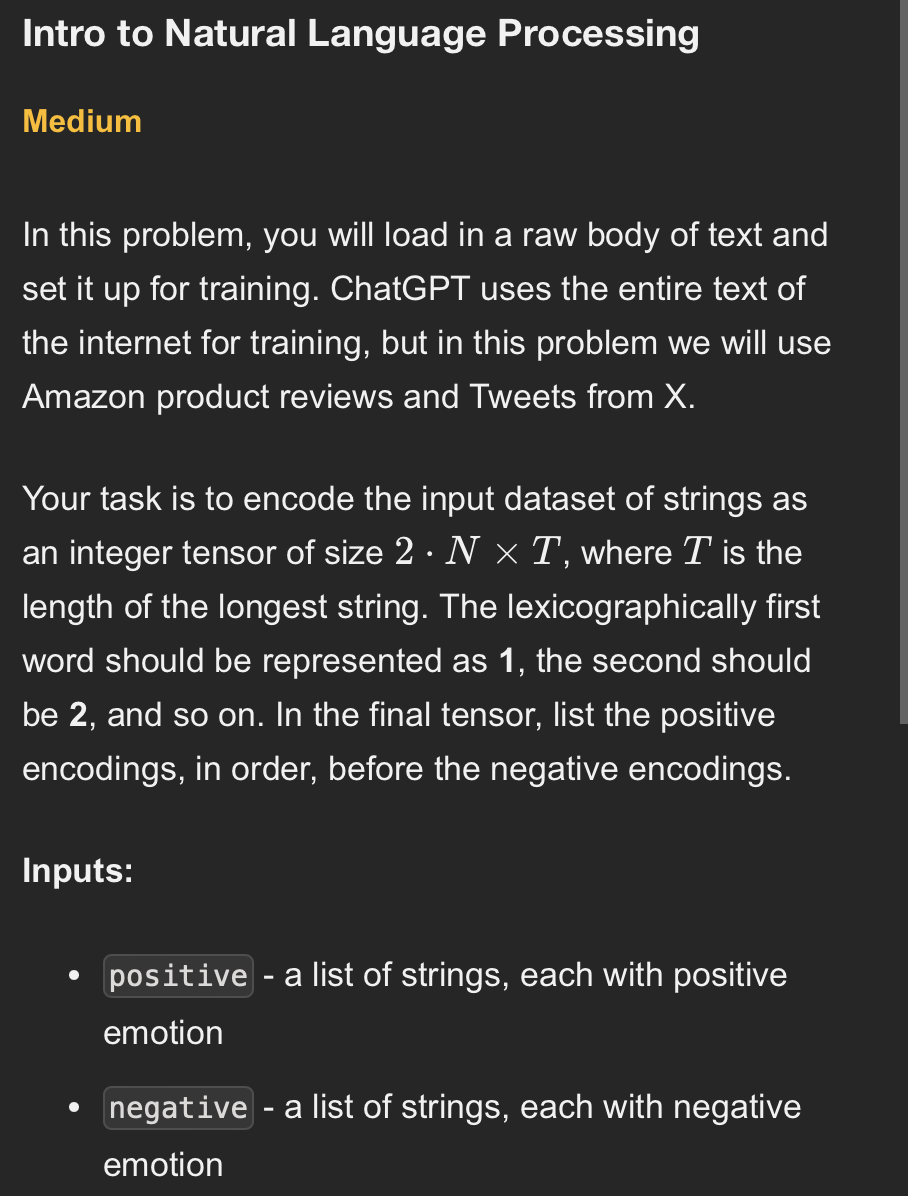 Intro to Natural Language Processing
Medium
In this problem, you will load in a raw body of text and
set it up for training. ChatGPT uses the entire text of
the internet for training, but in this problem we will use
Amazon product reviews and Tweets from X.
Your task is to encode the input dataset of strings as
an integer tensor of size 2 · N × T, where T is the
length of the longest string. The lexicographically first
word should be represented as 1, the second should
be 2, and so on. In the final tensor, list the positive
encodings, in order, before the negative encodings.
Inputs:
• positive - a list of strings, each with positive
emotion
• negative - a list of strings, each with negative
emotion